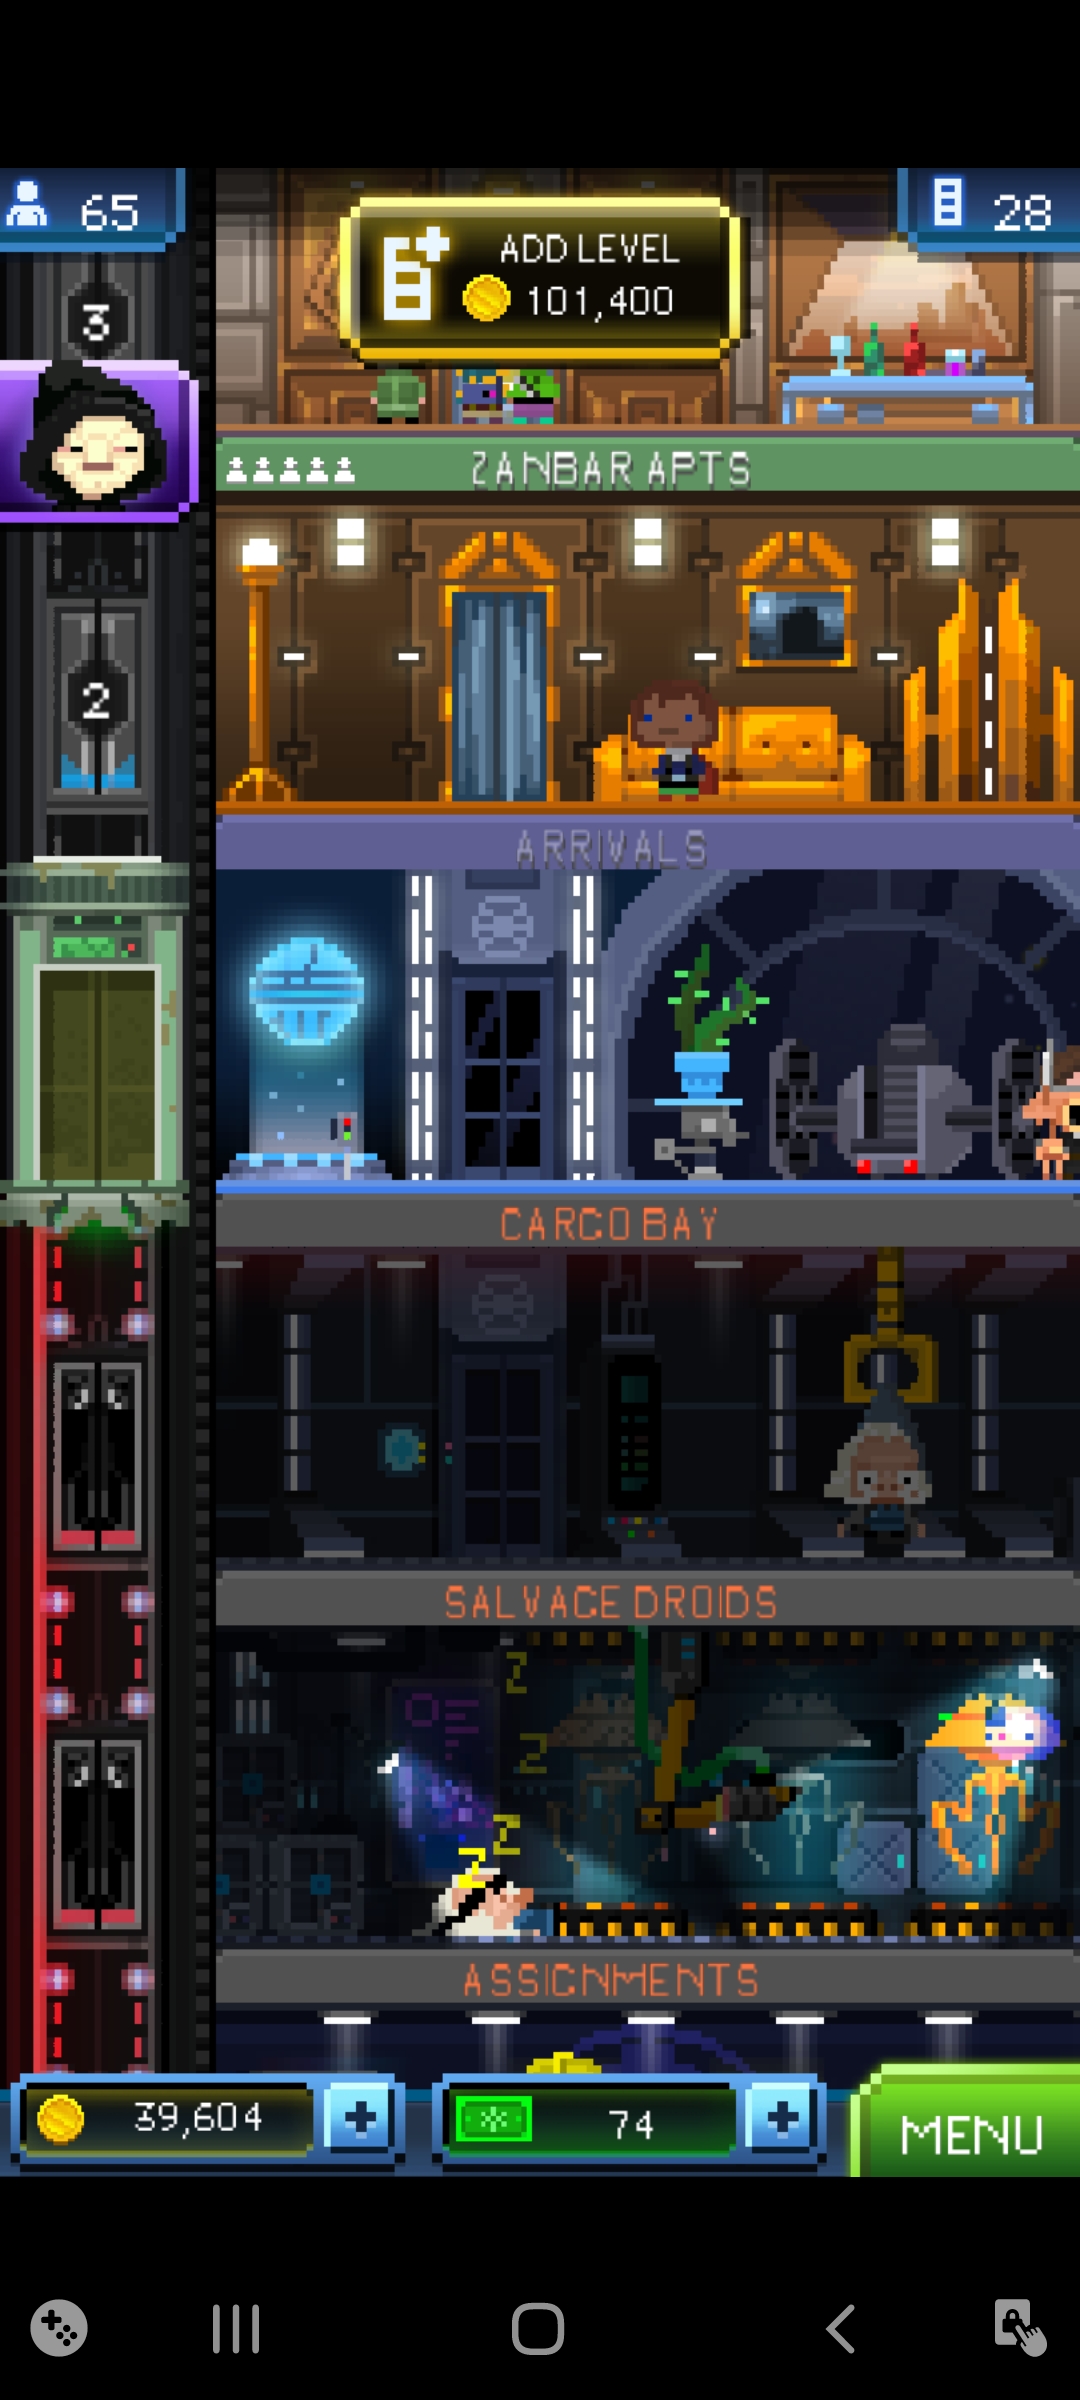 65
ADD LEVEL
101,400
28
3
ZANBAR APTS
2
ARRIVALS
CARGO BAY
SALVAGE DROIDS
Z
Z
Z
Z
ASSIGNMENTS
39,604
+
74
+
MENU